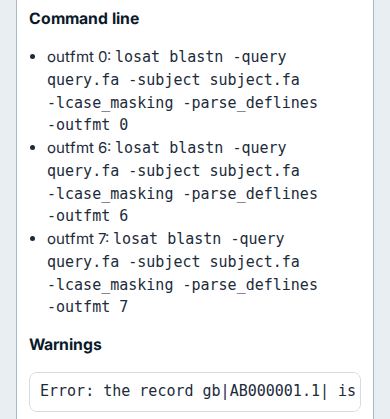 Command line
• outfmt 0: losat blastn -query
query.fa -subject subject.fa
-lcase_masking -parse_deflines
-outfmt 0
• outfmt 6: losat blastn -query
query.fa -subject subject.fa
-lcase_masking -parse_deflines
-outfmt 6
• outfmt 7: losat blastn -query
query.fa -subject subject.fa
-lcase_masking -parse_deflines
-outfmt 7
Warnings
Error: the record gb|AB000001.1| is